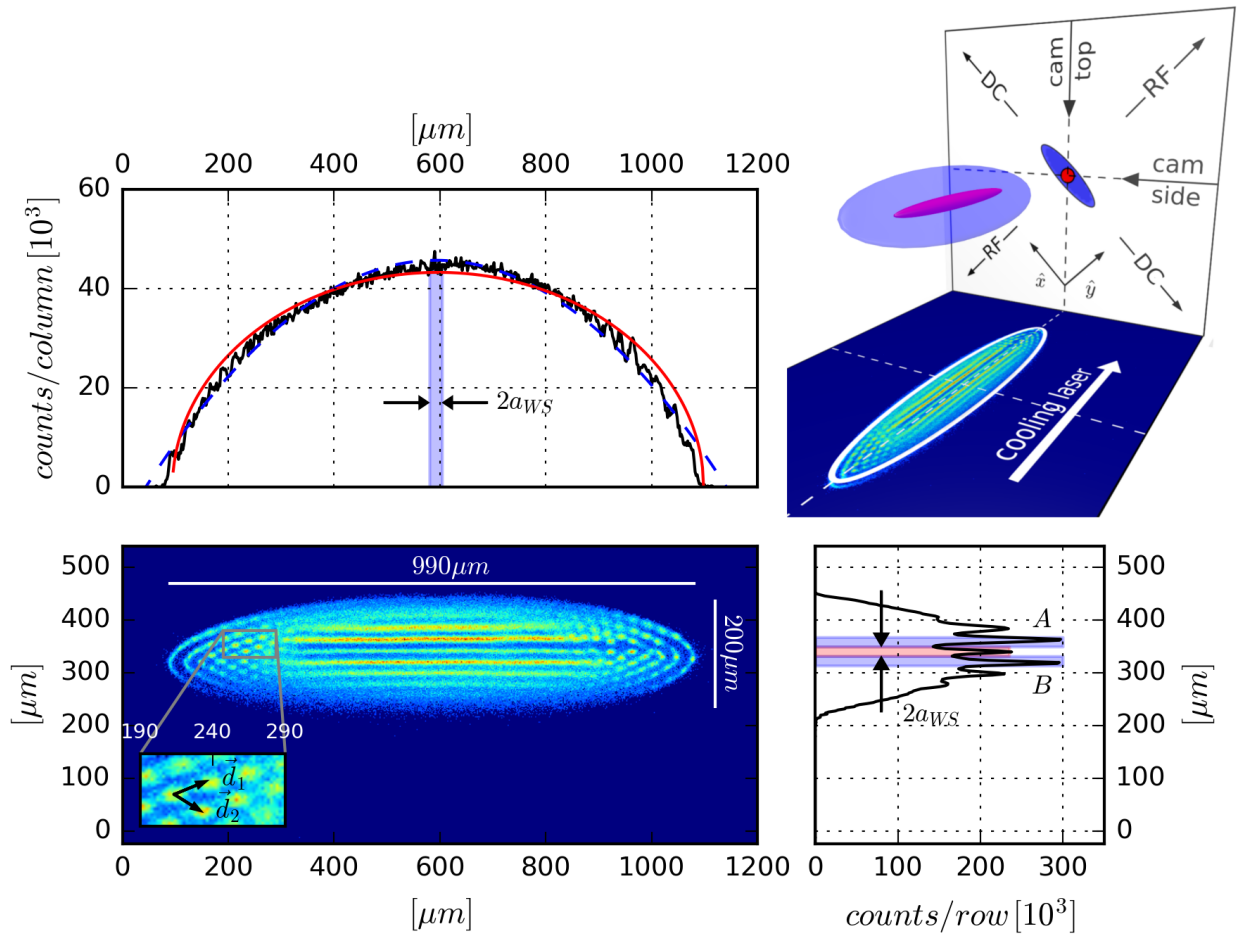 [μm]
0 200 400 600 800 1000 1200
60
40
20
0
counts/column [10³]
2a_WS
cam
top
DC
RF
cam
side
RF
DC
x̂
ŷ
cooling laser
500
400
300
200
100
0
[μm]
990μm
200μm
190 240 290
d⃗₁
d⃗₂
0 200 400 600 800 1000 1200
[μm]
A
B
2a_WS
500
400
300
200
100
0
[μm]
0 100 200 300
counts/row [10³]